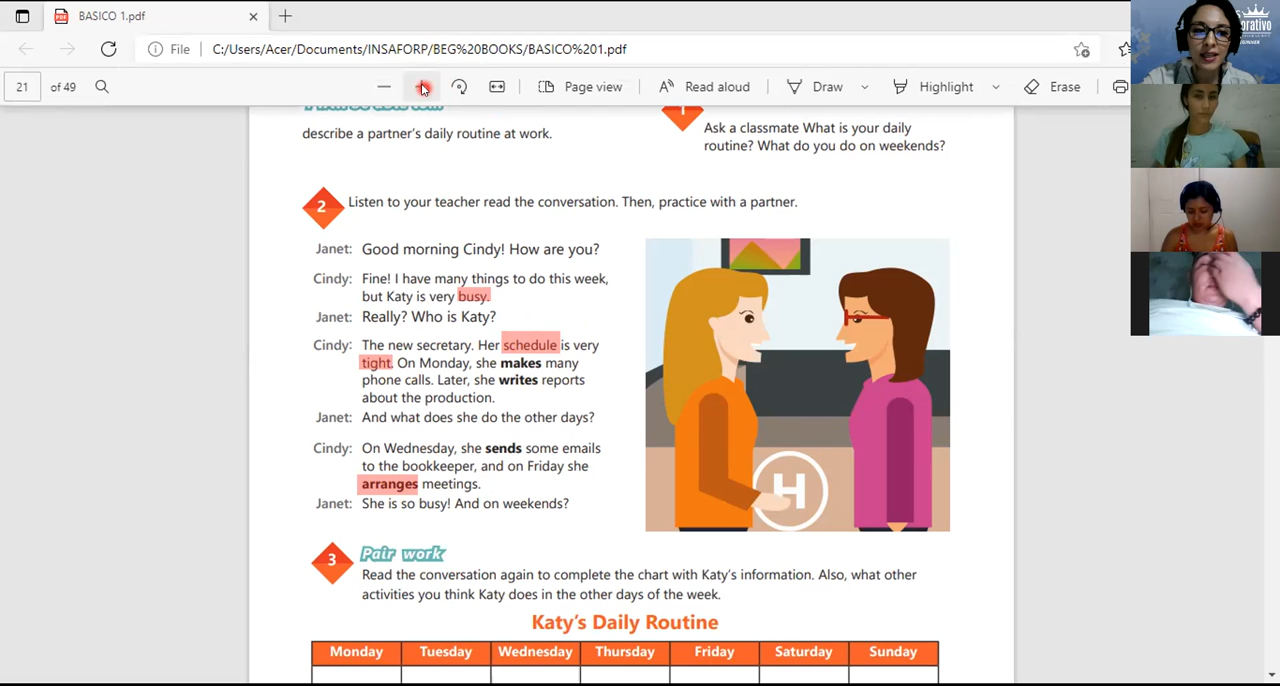 BASICO 1.pdf
File C:/Users/Acer/Documents/INSAFORP/BEG%20BOOKS/BASICO%201.pdf
21 of 49 Page view Read aloud Draw Highlight Erase
describe a partner's daily routine at work.
1
Ask a classmate What is your daily
routine? What do you do on weekends?
2 Listen to your teacher read the conversation. Then, practice with a partner.
Janet: Good morning Cindy! How are you?
Cindy: Fine! I have many things to do this week,
but Katy is very busy.
Janet: Really? Who is Katy?
Cindy: The new secretary. Her schedule is very
tight. On Monday, she makes many
phone calls. Later, she writes reports
about the production.
Janet: And what does she do the other days?
Cindy: On Wednesday, she sends some emails
to the bookkeeper, and on Friday she
arranges meetings.
Janet: She is so busy! And on weekends?
H
3 Pair work
Read the conversation again to complete the chart with Katy's information. Also, what other
activities you think Katy does in the other days of the week.
Katy's Daily Routine
Monday Tuesday Wednesday Thursday Friday Saturday Sunday